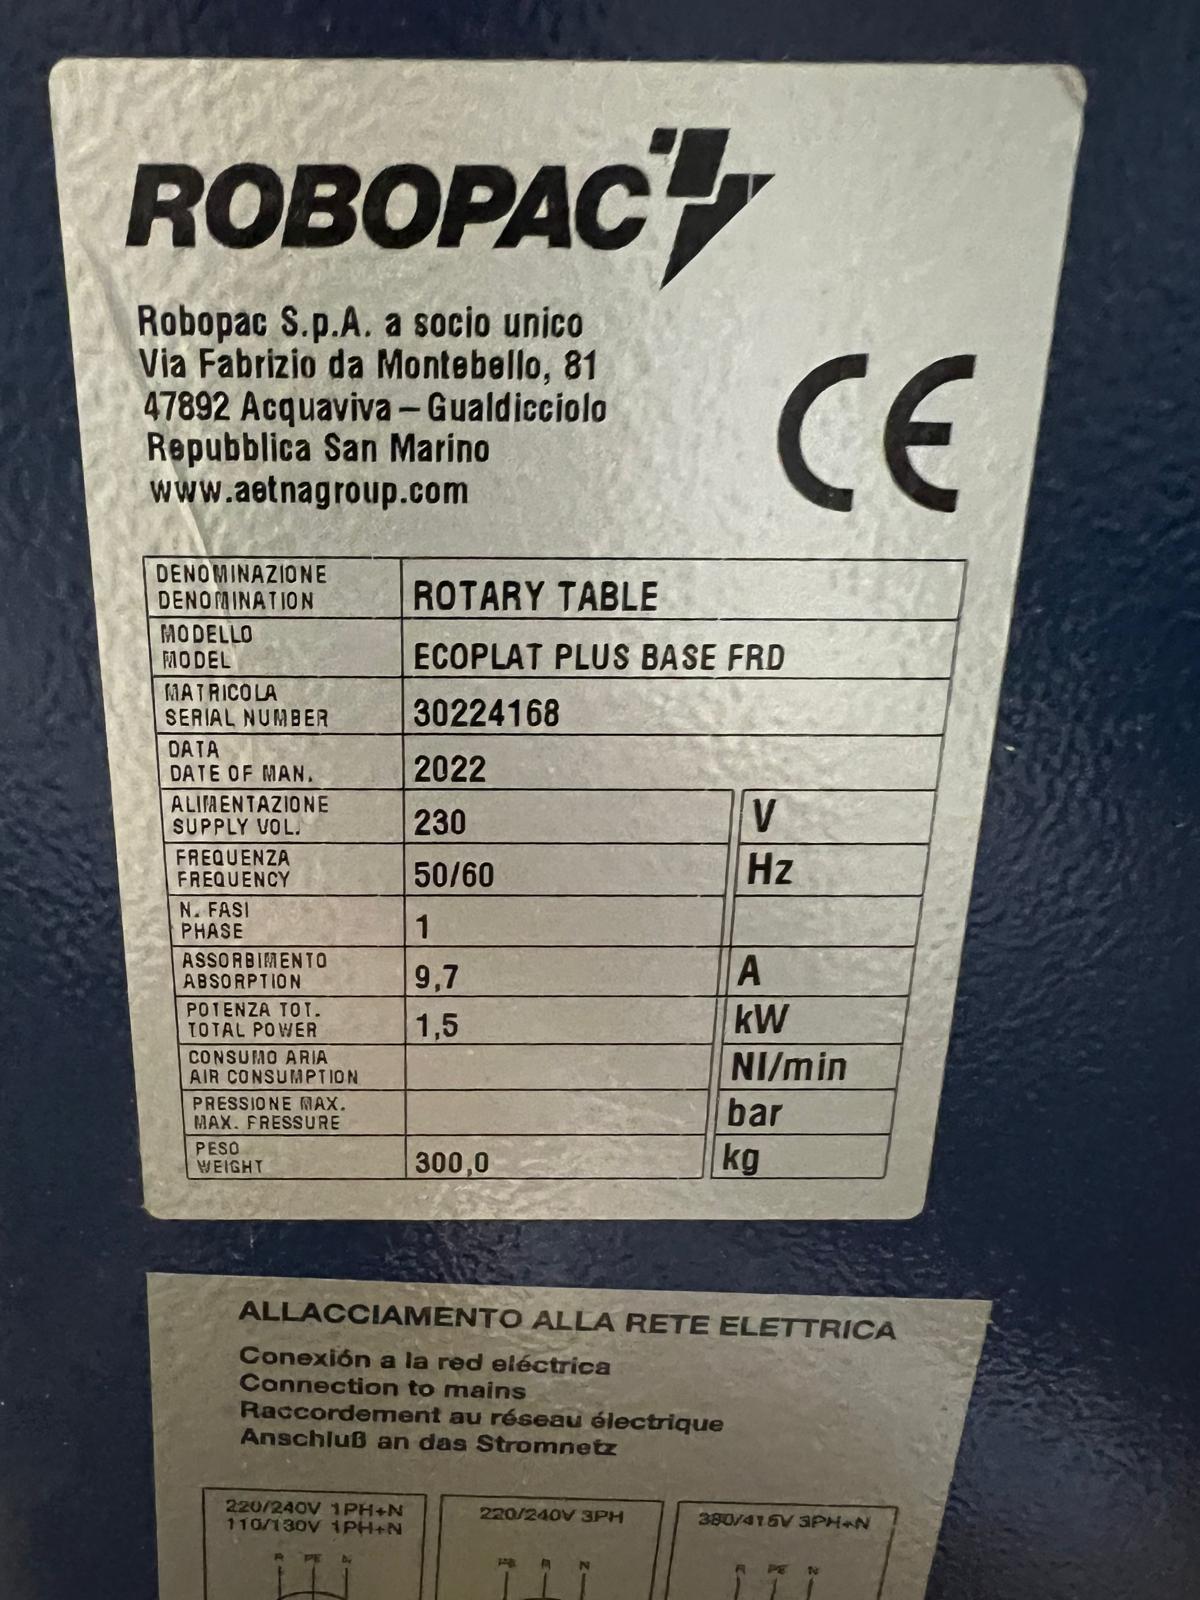 ROBOPAC
Robopac S.p.A. a socio unico
Via Fabrizio da Montebello, 81
47892 Acquaviva – Gualdicciolo
Repubblica San Marino
www.aetnagroup.com
CE
DENOMINAZIONE
DENOMINATION
ROTARY TABLE
MODELLO
MODEL
ECOPLAT PLUS BASE FRD
MATRICOLA
SERIAL NUMBER
30224168
DATA
DATE OF MAN.
2022
ALIMENTAZIONE
SUPPLY VOL.
230
V
FREQUENZA
FREQUENCY
50/60
Hz
N. FASI
PHASE
1
ASSORBIMENTO
ABSORPTION
9,7
A
POTENZA TOT.
TOTAL POWER
1,5
kW
CONSUMO ARIA
AIR CONSUMPTION
Nl/min
PRESSIONE MAX.
MAX. PRESSURE
bar
PESO
WEIGHT
300,0
kg
ALLACCIAMENTO ALLA RETE ELETTRICA
Conexión a la red eléctrica
Connection to mains
Raccordement au réseau électrique
Anschluß an das Stromnetz
220/240V 1PH+N
110/130V 1PH+N
R PE N
220/240V 3PH
R N
380/415V 3PH+N
R PE N